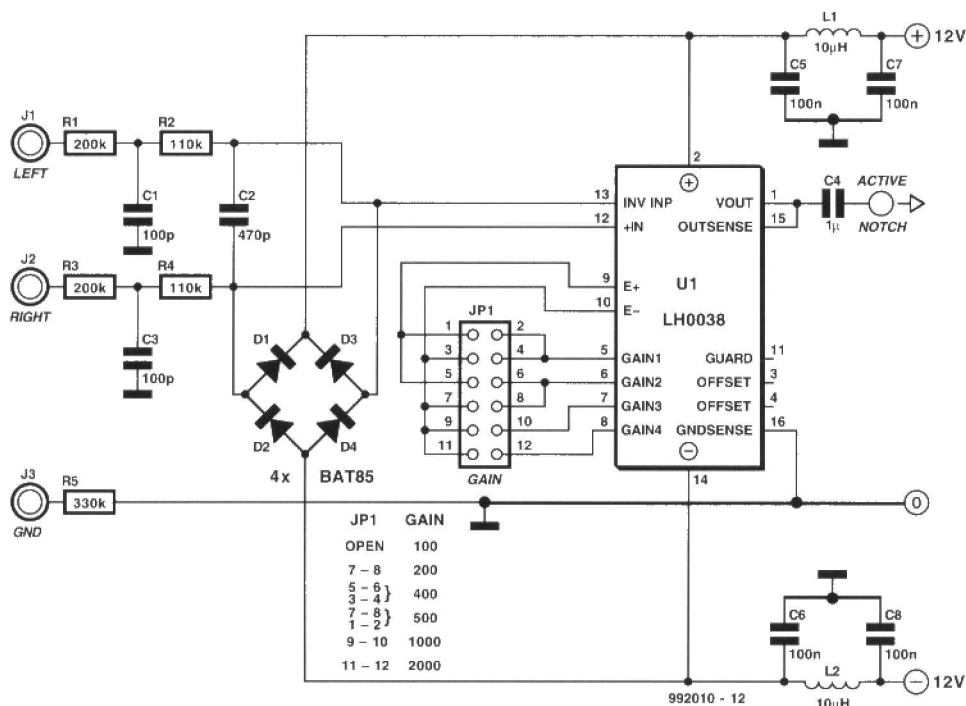 L1
10µH
12V
C5
100n
C7
100n
J1
LEFT
R1
200k
R2
110k
C1
100p
C2
470p
J2
RIGHT
R3
200k
R4
110k
C3
100p
D1
D3
D2
D4
4x BAT85
J3
GND
R5
330k
JP1
1
2
3
4
5
6
7
8
9
10
11
12
GAIN
2
13
INV INP
12
+IN
9
E+
10
E–
5
GAIN1
6
GAIN2
7
GAIN3
8
GAIN4
U1
LH0038
VOUT
1
OUTSENSE
15
GUARD
11
OFFSET
3
OFFSET
4
GNDSENSE
16
14
C4
1µ
ACTIVE
NOTCH
0
JP1 GAIN
OPEN 100
7 – 8 200
5 – 6
3 – 4 } 400
7 – 8
1 – 2 } 500
9 – 10 1000
11 – 12 2000
C6
100n
C8
100n
L2
10µH
12V
992010 - 12